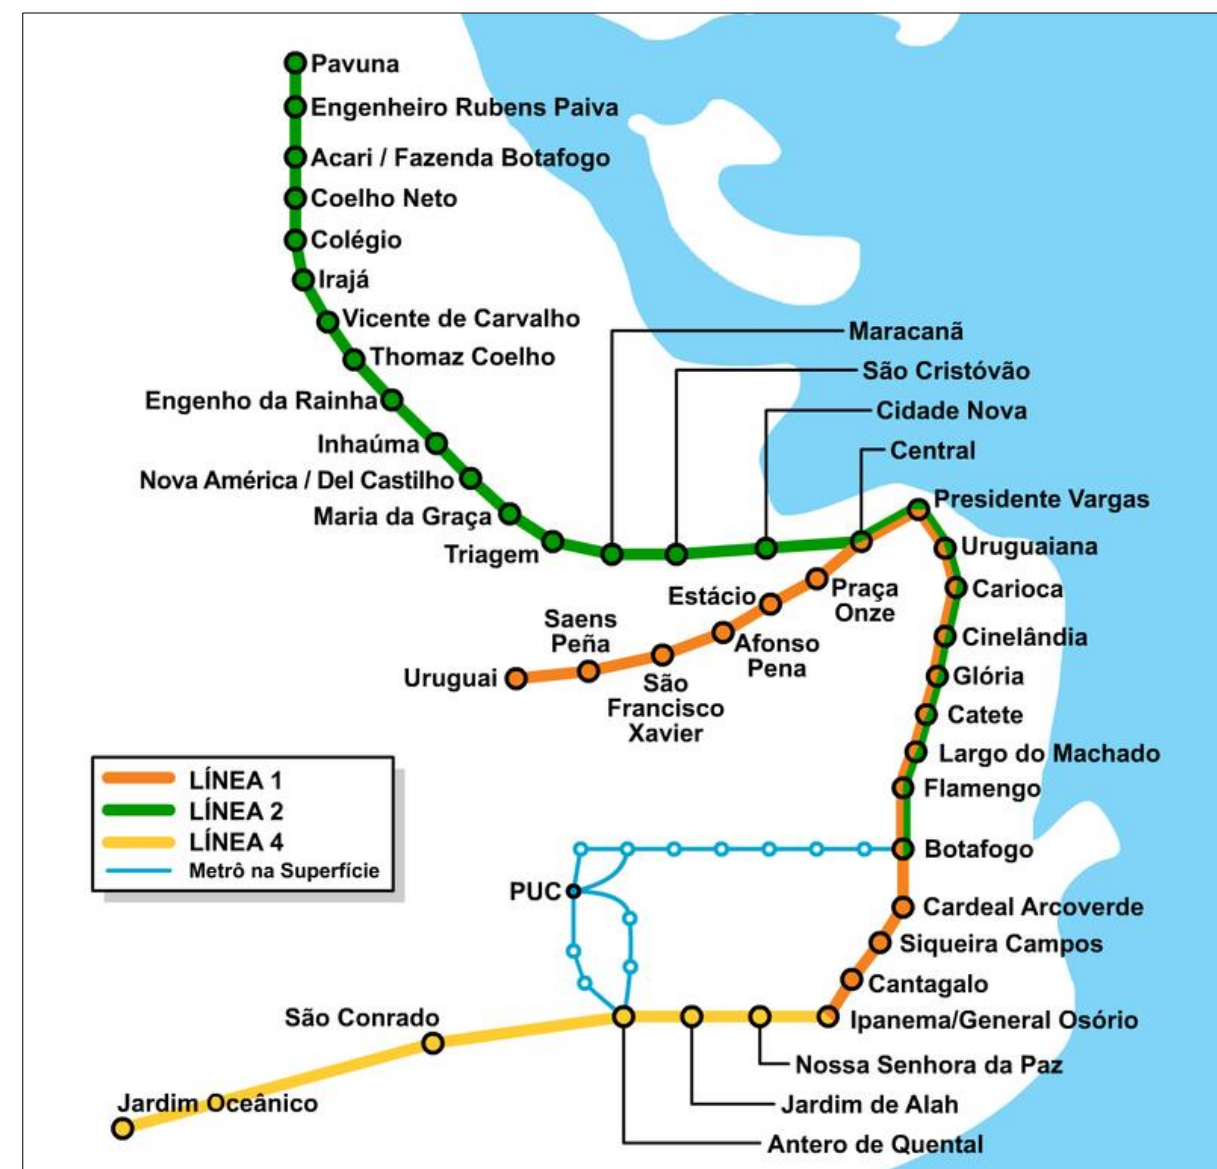 Pavuna
Engenheiro Rubens Paiva
Acari / Fazenda Botafogo
Coelho Neto
Colégio
Irajá
Vicente de Carvalho
Thomaz Coelho
Engenho da Rainha
Inhaúma
Nova América / Del Castilho
Maria da Graça
Triagem
Maracanã
São Cristóvão
Cidade Nova
Central
Presidente Vargas
Uruguaiana
Carioca
Cinelândia
Glória
Catete
Largo do Machado
Flamengo
Botafogo
Cardeal Arcoverde
Siqueira Campos
Cantagalo
Ipanema/General Osório
Nossa Senhora da Paz
Jardim de Alah
Antero de Quental
Praça
Onze
Estácio
Afonso
Pena
São
Francisco
Xavier
Saens
Peña
Uruguai
LÍNEA 1
LÍNEA 2
LÍNEA 4
Metrô na Superfície
PUC
São Conrado
Jardim Oceânico